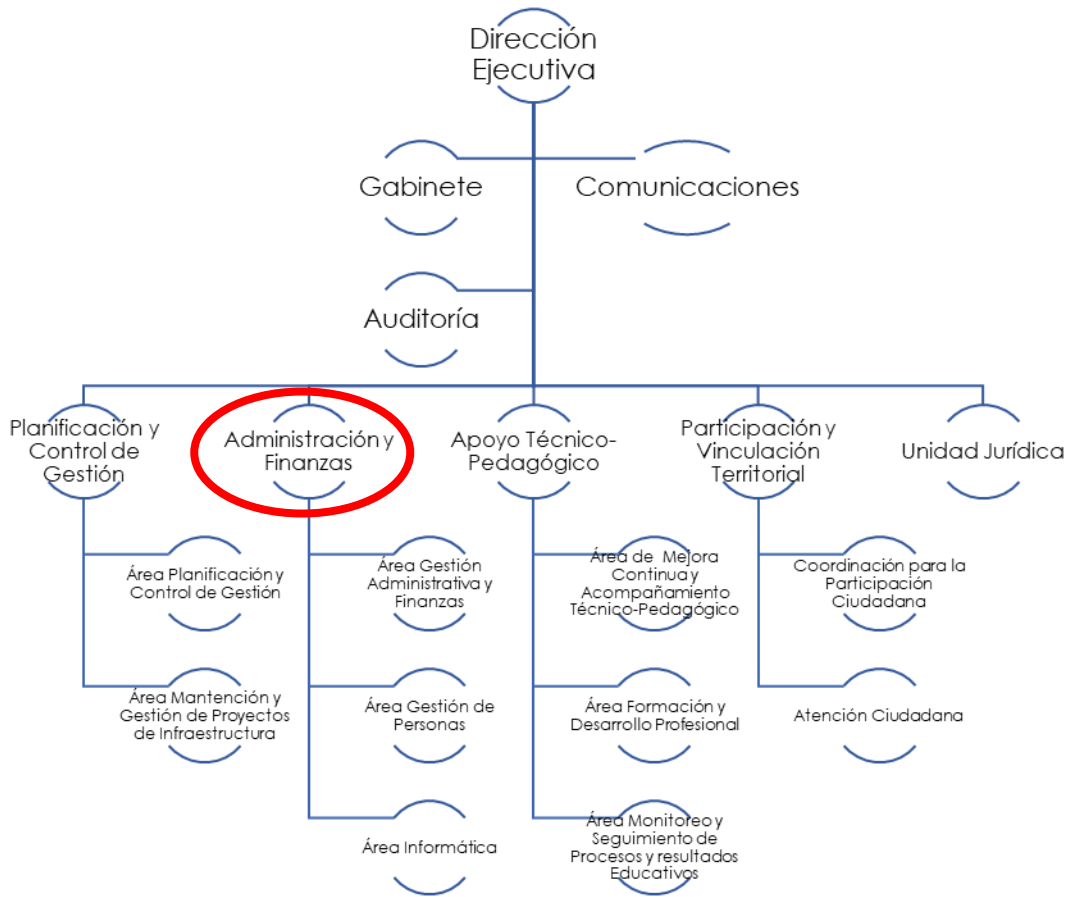 Dirección
Ejecutiva
Gabinete
Comunicaciones
Auditoría
Planificación y
Control de
Gestión
Administración y
Finanzas
Apoyo Técnico-
Pedagógico
Participación y
Vinculación
Territorial
Unidad Jurídica
Área Planificación y
Control de Gestión
Área Gestión
Administrativa y
Finanzas
Área de Mejora
Continua y
Acompañamiento
Técnico-Pedagógico
Coordinación para la
Participación
Ciudadana
Área Mantención y
Gestión de Proyectos
de Infraestructura
Área Gestión de
Personas
Área Formación y
Desarrollo Profesional
Atención Ciudadana
Área Informática
Área Monitoreo y
Seguimiento de
Procesos y resultados
Educativos